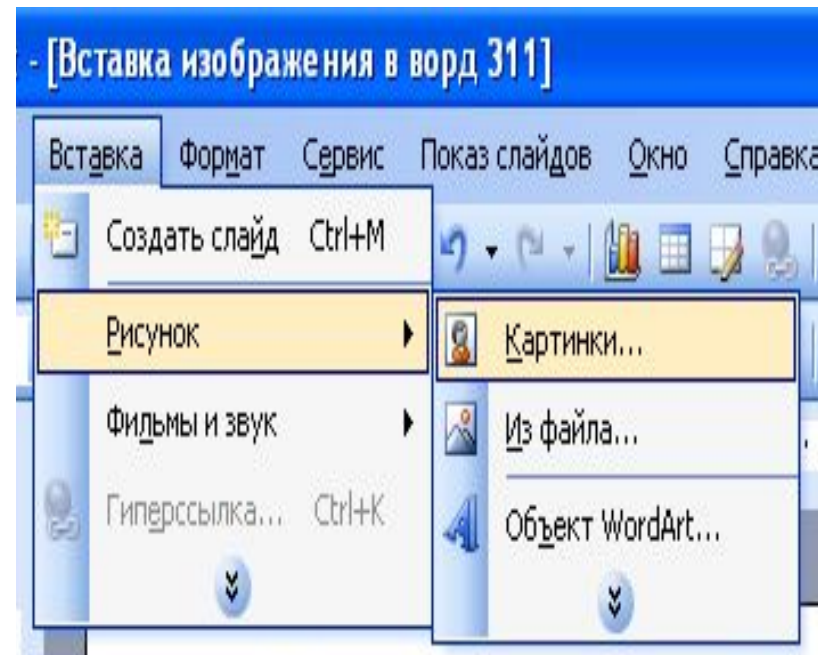 - [Вставка изображения в ворд 311]
Вставка Формат Сервис Показ слайдов Окно Справка
Создать слайд Ctrl+M
Рисунок
Картинки...
Фильмы и звук
Из файла...
Гиперссылка... Ctrl+K
Объект WordArt...